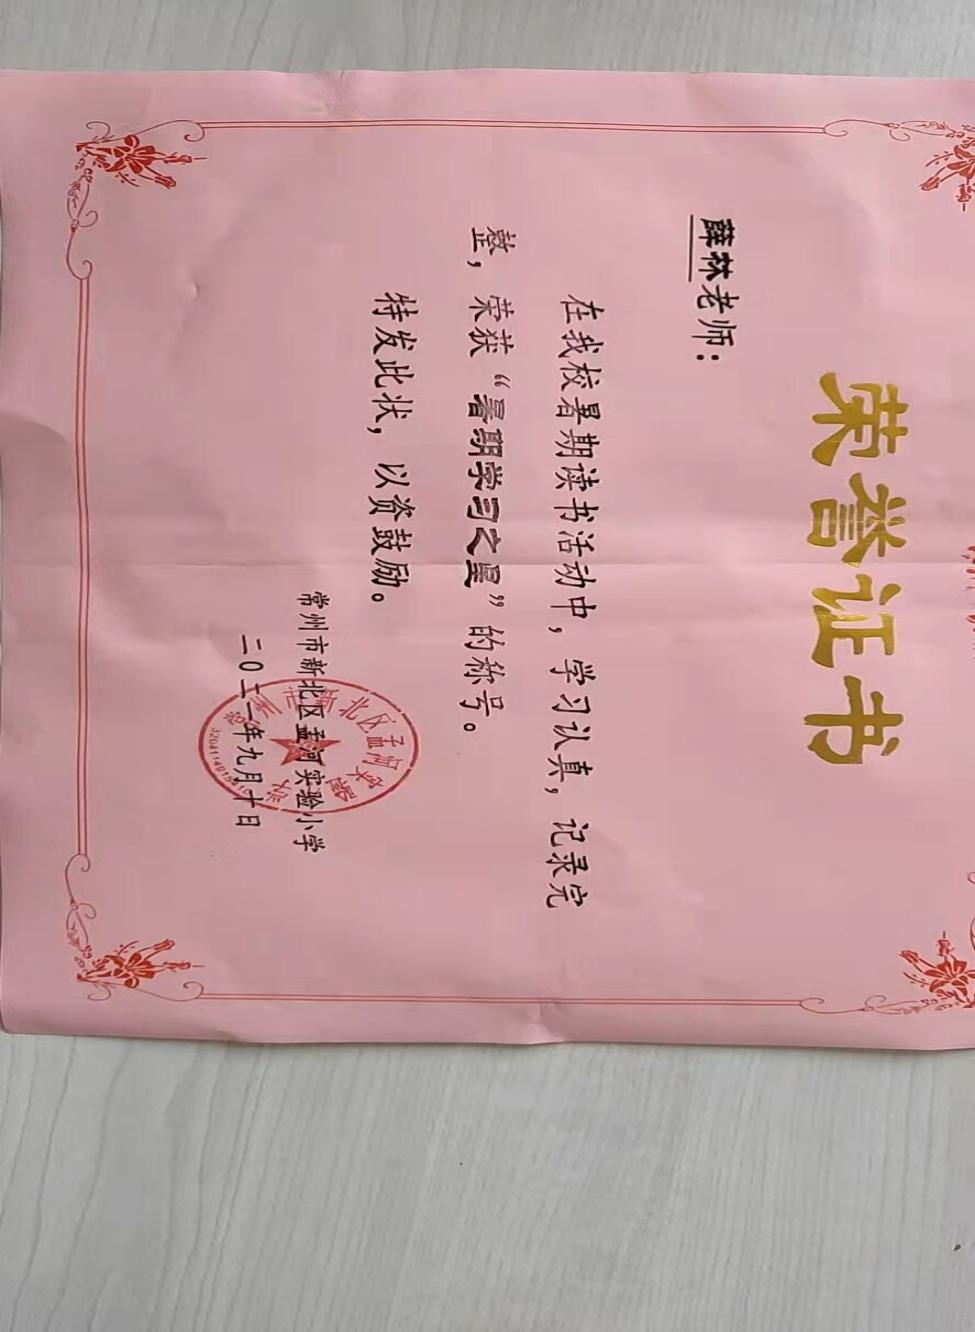 荣誉证书
薛林老师：
在我校暑期读书活动中，学习认真，记录完
整，荣获“暑期学习之星”的称号。
特发此状，以资鼓励。
常州市新北区孟河实验小学
二〇二二年九月十日